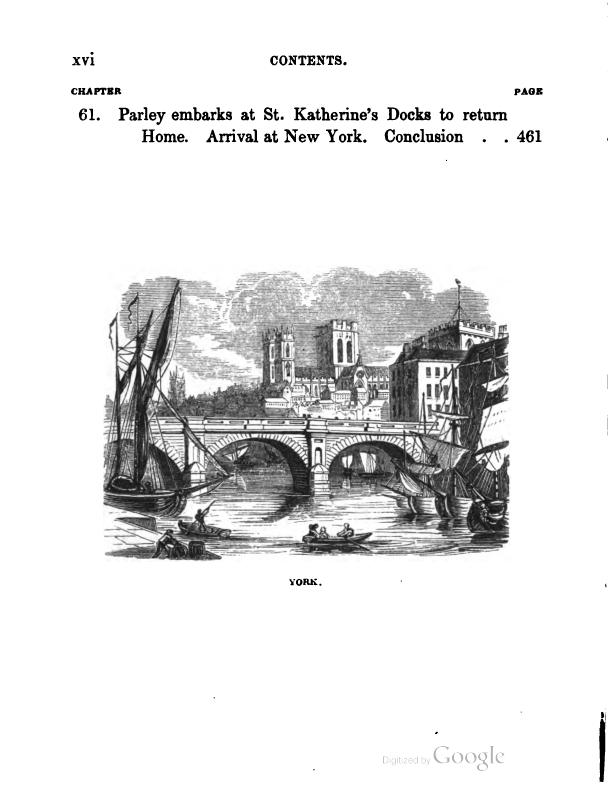 xvi CONTENTS.
CHAPTER PAGE
61. Parley embarks at St. Katherine's Docks to return
Home. Arrival at New York. Conclusion . . 461
YORK.
Digitized by Google